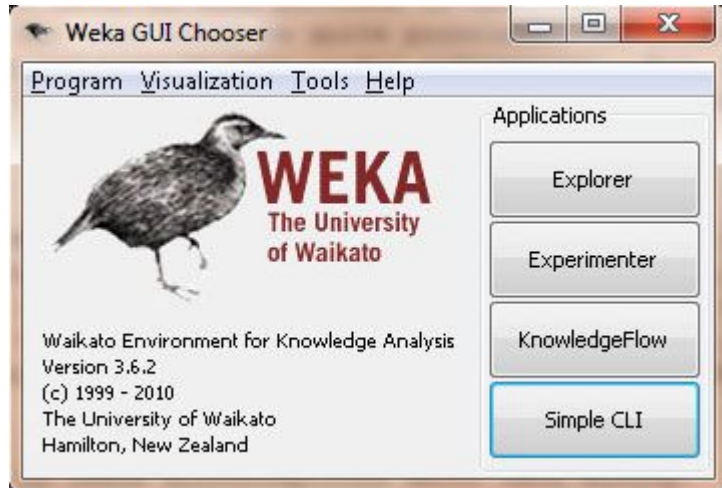 Weka GUI Chooser
Program Visualization Tools Help
WEKA
The University
of Waikato
Waikato Environment for Knowledge Analysis
Version 3.6.2
(c) 1999 - 2010
The University of Waikato
Hamilton, New Zealand
Applications
Explorer
Experimenter
KnowledgeFlow
Simple CLI